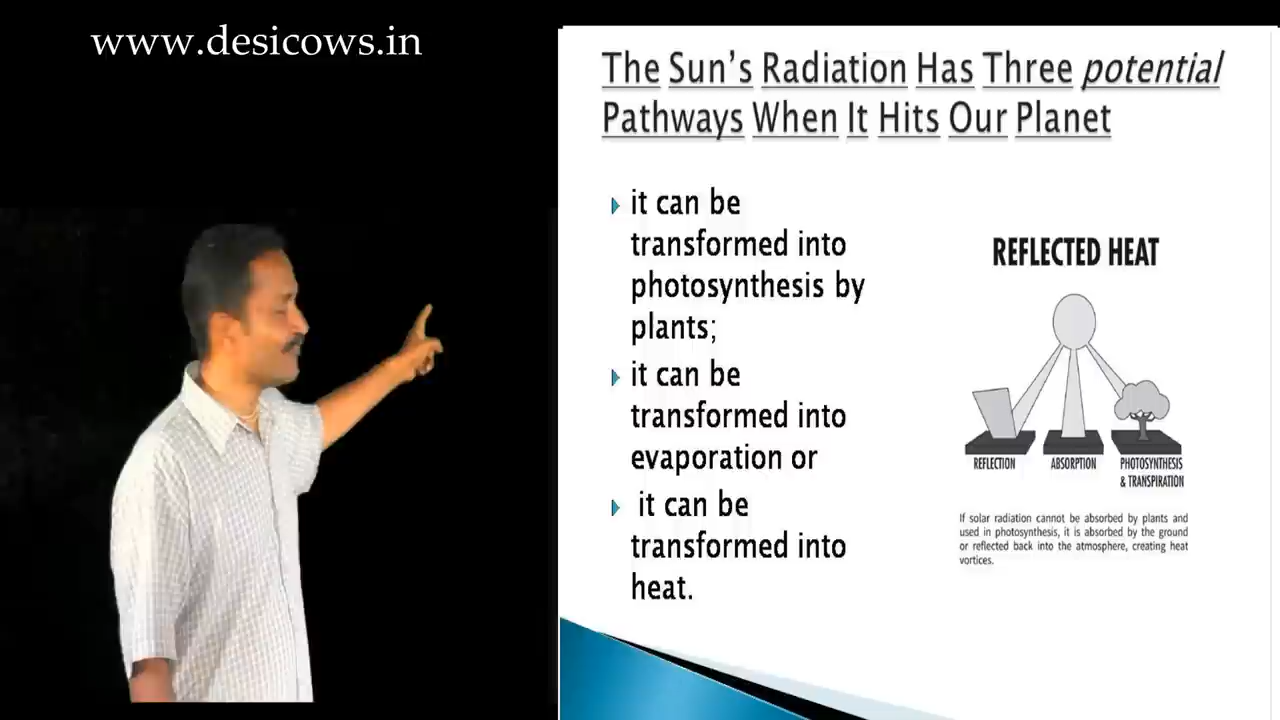 www.desicows.in
The Sun's Radiation Has Three potential
Pathways When It Hits Our Planet
it can be
transformed into
photosynthesis by
plants;
it can be
transformed into
evaporation or
it can be
transformed into
heat.
REFLECTED HEAT
REFLECTION
ABSORPTION
PHOTOSYNTHESIS
& TRANSPIRATION
If solar radiation cannot be absorbed by plants and
used in photosynthesis, it is absorbed by the ground
or reflected back into the atmosphere, creating heat
vortices.